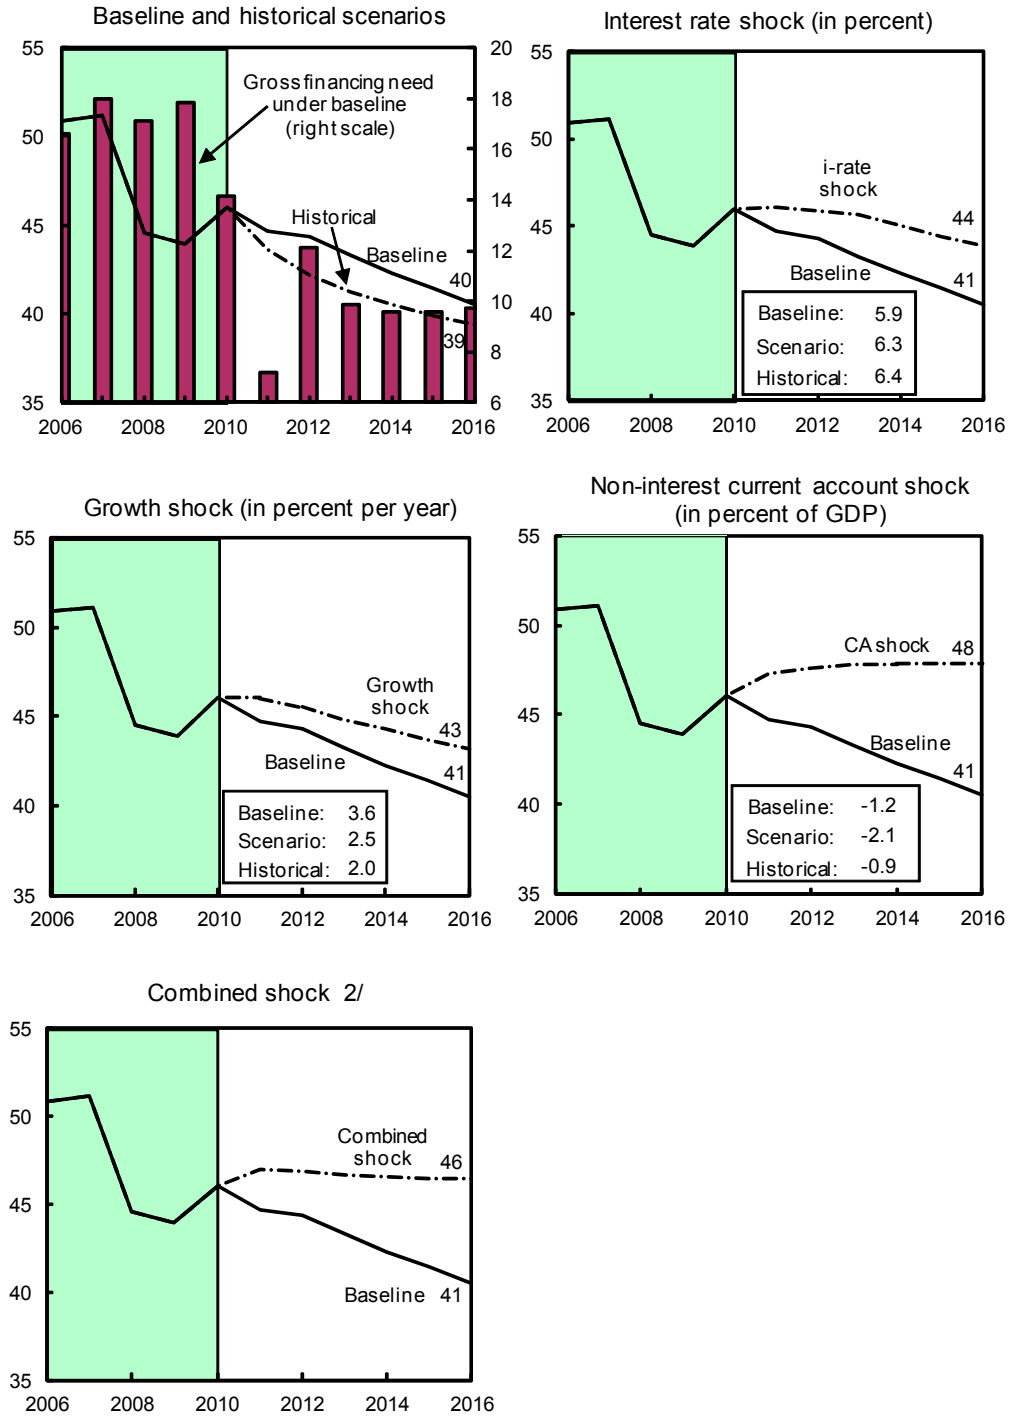 Baseline and historical scenarios
55
50
45
40
35
20
18
16
14
12
10
8
6
Gross financing need
under baseline
(right scale)
Historical
Baseline
40
39
2006 2008 2010 2012 2014 2016
Interest rate shock (in percent)
55
50
45
40
35
i-rate
shock
44
Baseline
41
Baseline: 5.9
Scenario: 6.3
Historical: 6.4
2006 2008 2010 2012 2014 2016
Growth shock (in percent per year)
55
50
45
40
35
Growth
shock
43
Baseline
41
Baseline: 3.6
Scenario: 2.5
Historical: 2.0
2006 2008 2010 2012 2014 2016
Non-interest current account shock
(in percent of GDP)
55
50
45
40
35
CA shock 48
Baseline
41
Baseline: -1.2
Scenario: -2.1
Historical: -0.9
2006 2008 2010 2012 2014 2016
Combined shock 2/
55
50
45
40
35
Combined
shock
46
Baseline 41
2006 2008 2010 2012 2014 2016